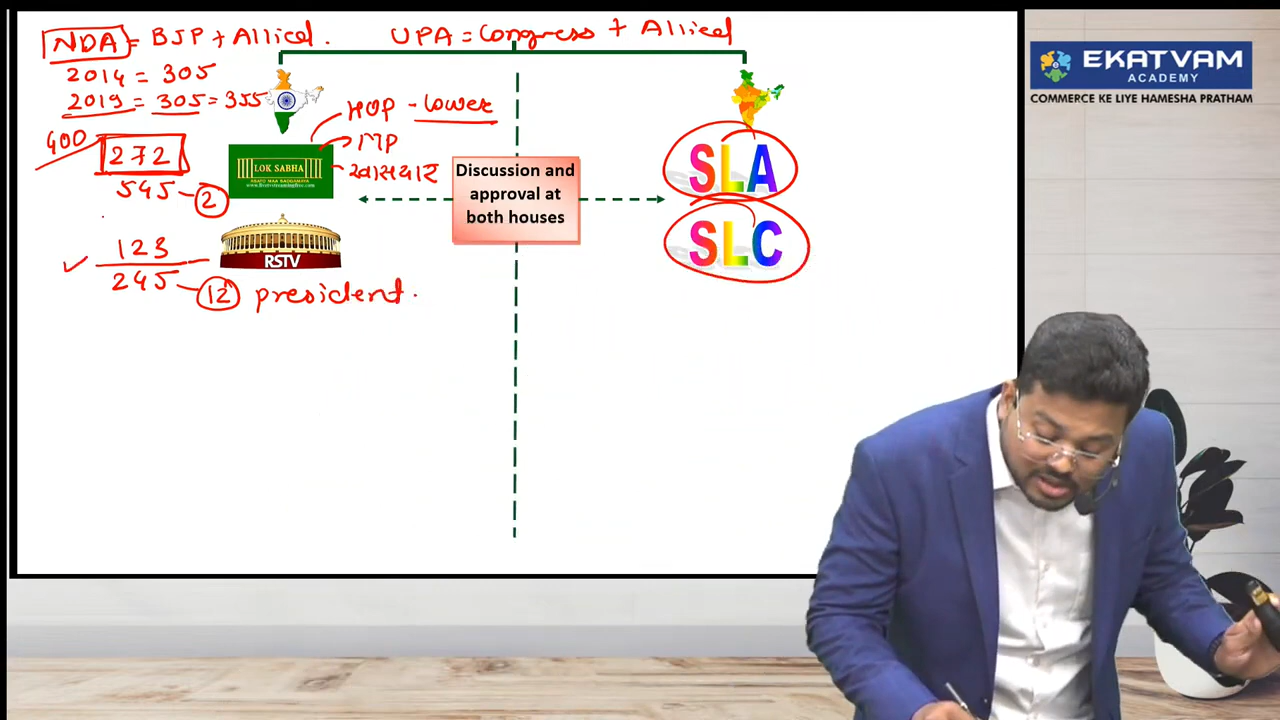 NDA = BJP + Allied.
UPA = Congress + Allied
2014 = 305
2019 = 305 = 355
400
272
545 - 2
HOP - Lower
MP
LOK SABHA
Discussion and
approval at
both houses
SLA
SLC
123
245 - 12 president.
RSTV
EKATVAM
ACADEMY
COMMERCE KE LIYE HAMESHA PRATHAM